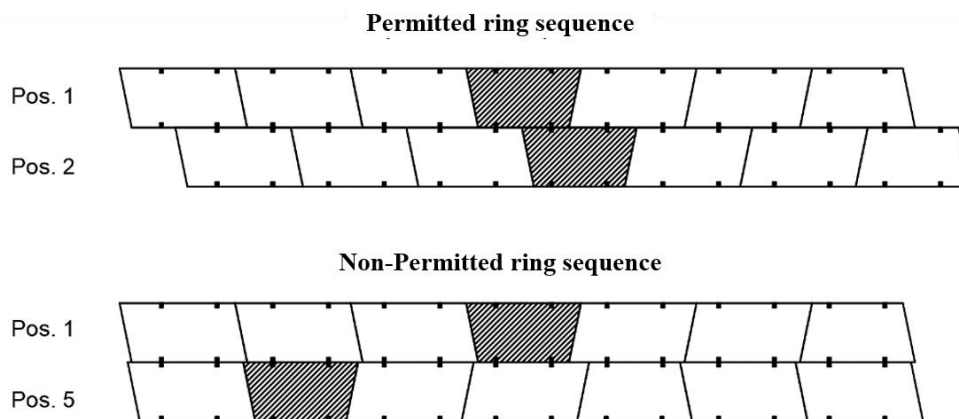 Permitted ring sequence
Pos. 1
Pos. 2
Non-Permitted ring sequence
Pos. 1
Pos. 5